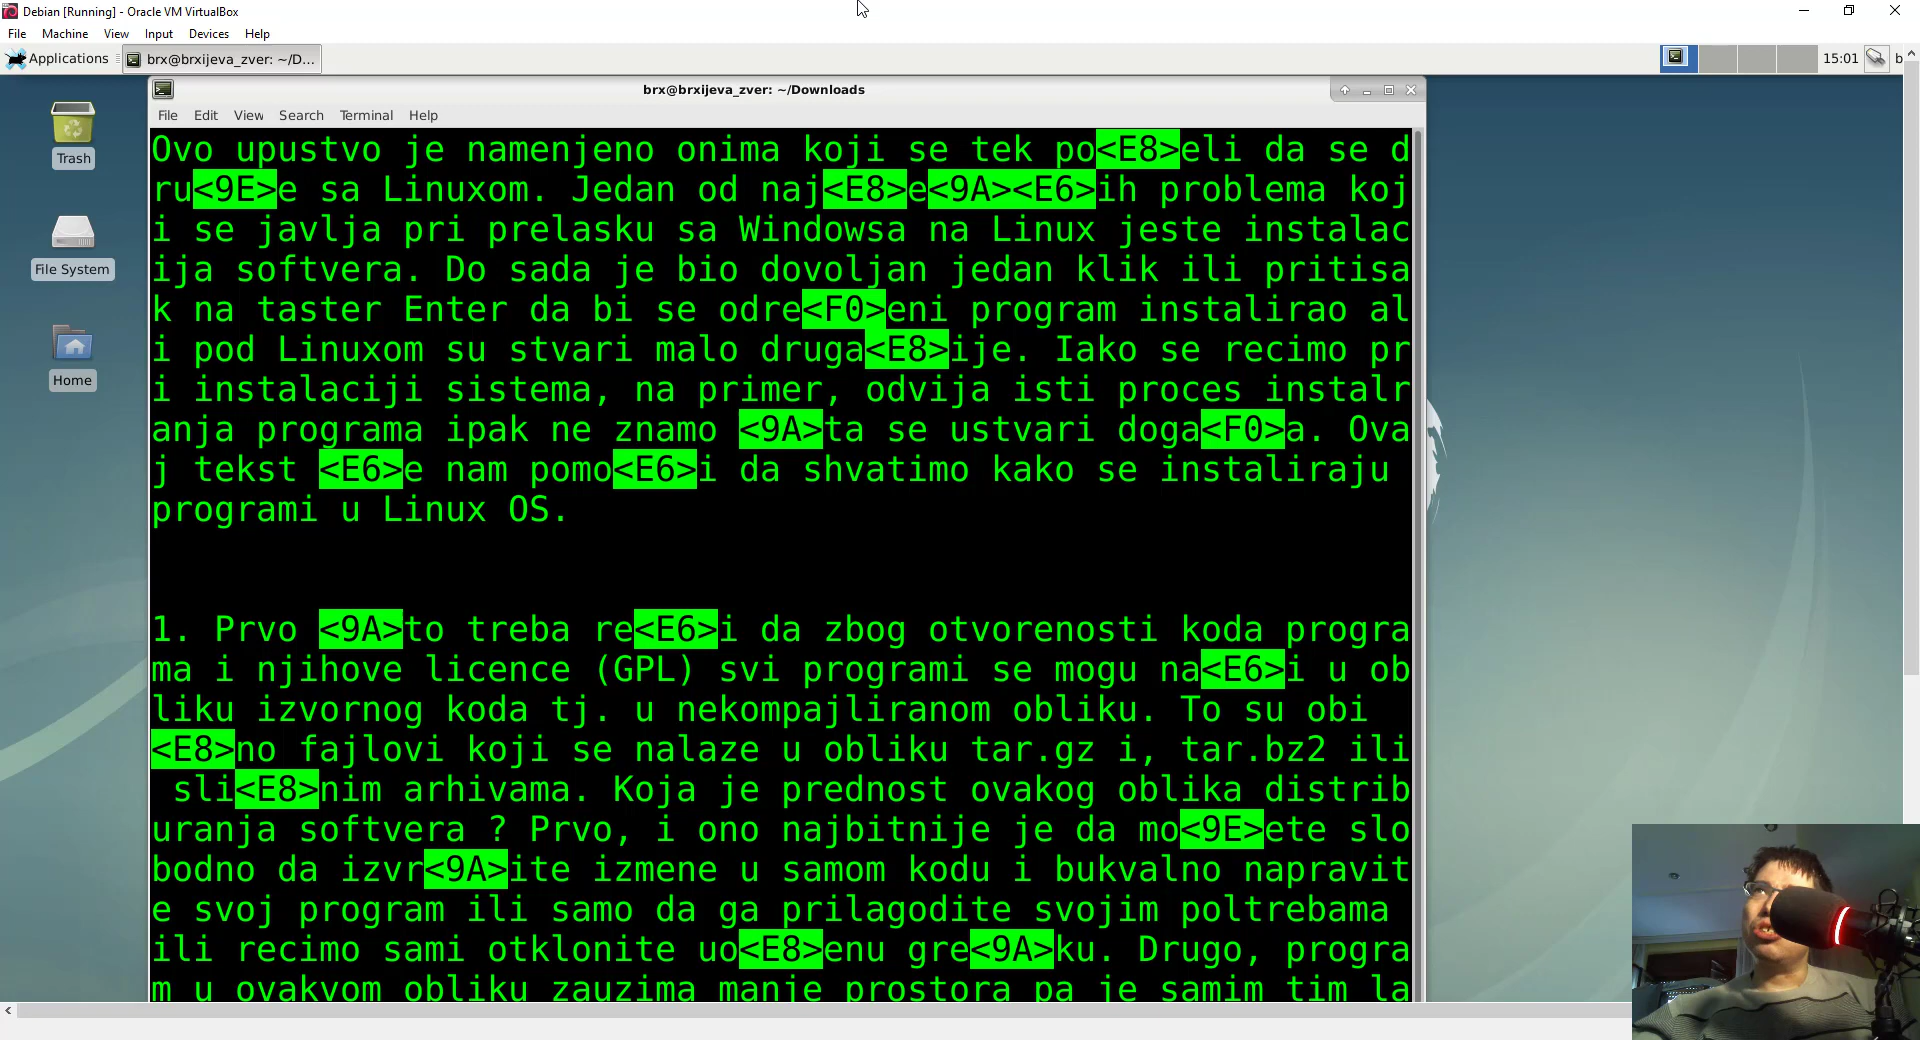 Debian [Running] - Oracle VM VirtualBox
File Machine View Input Devices Help
Applications brx@brxijeva_zver: ~/D... 15:01 b
brx@brxijeva_zver: ~/Downloads
File Edit View Search Terminal Help
Trash
File System
Home
Ovo upustvo je namenjeno onima koji se tek po<E8>eli da se d
ru<9E>e sa Linuxom. Jedan od naj<E8>e<9A><E6>ih problema koj
i se javlja pri prelasku sa Windowsa na Linux jeste instalac
ija softvera. Do sada je bio dovoljan jedan klik ili pritisa
k na taster Enter da bi se odre<F0>eni program instalirao al
i pod Linuxom su stvari malo druga<E8>ije. Iako se recimo pr
i instalaciji sistema, na primer, odvija isti proces instalr
anja programa ipak ne znamo <9A>ta se ustvari doga<F0>a. Ova
j tekst <E6>e nam pomo<E6>i da shvatimo kako se instaliraju
programi u Linux OS.
1. Prvo <9A>to treba re<E6>i da zbog otvorenosti koda progra
ma i njihove licence (GPL) svi programi se mogu na<E6>i u ob
liku izvornog koda tj. u nekompajliranom obliku. To su obi
<E8>no fajlovi koji se nalaze u obliku tar.gz i, tar.bz2 ili
sli<E8>nim arhivama. Koja je prednost ovakog oblika distrib
uranja softvera ? Prvo, i ono najbitnije je da mo<9E>ete slo
bodno da izvr<9A>ite izmene u samom kodu i bukvalno napravit
e svoj program ili samo da ga prilagodite svojim poltrebama
ili recimo sami otklonite uo<E8>enu gre<9A>ku. Drugo, progra
m u ovakvom obliku zauzima manje prostora pa je samim tim la